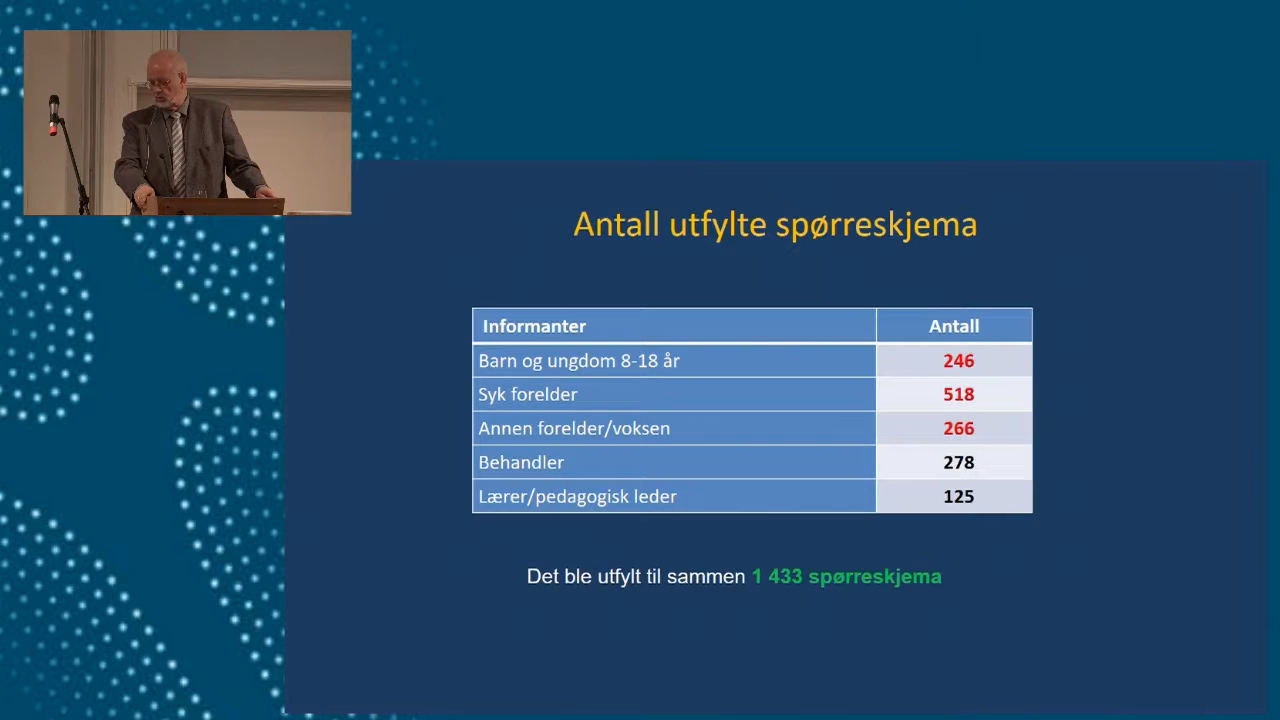 Antall utfylte spørreskjema
Informanter Antall
Barn og ungdom 8-18 år 246
Syk forelder 518
Annen forelder/voksen 266
Behandler 278
Lærer/pedagogisk leder 125
Det ble utfylt til sammen 1 433 spørreskjema